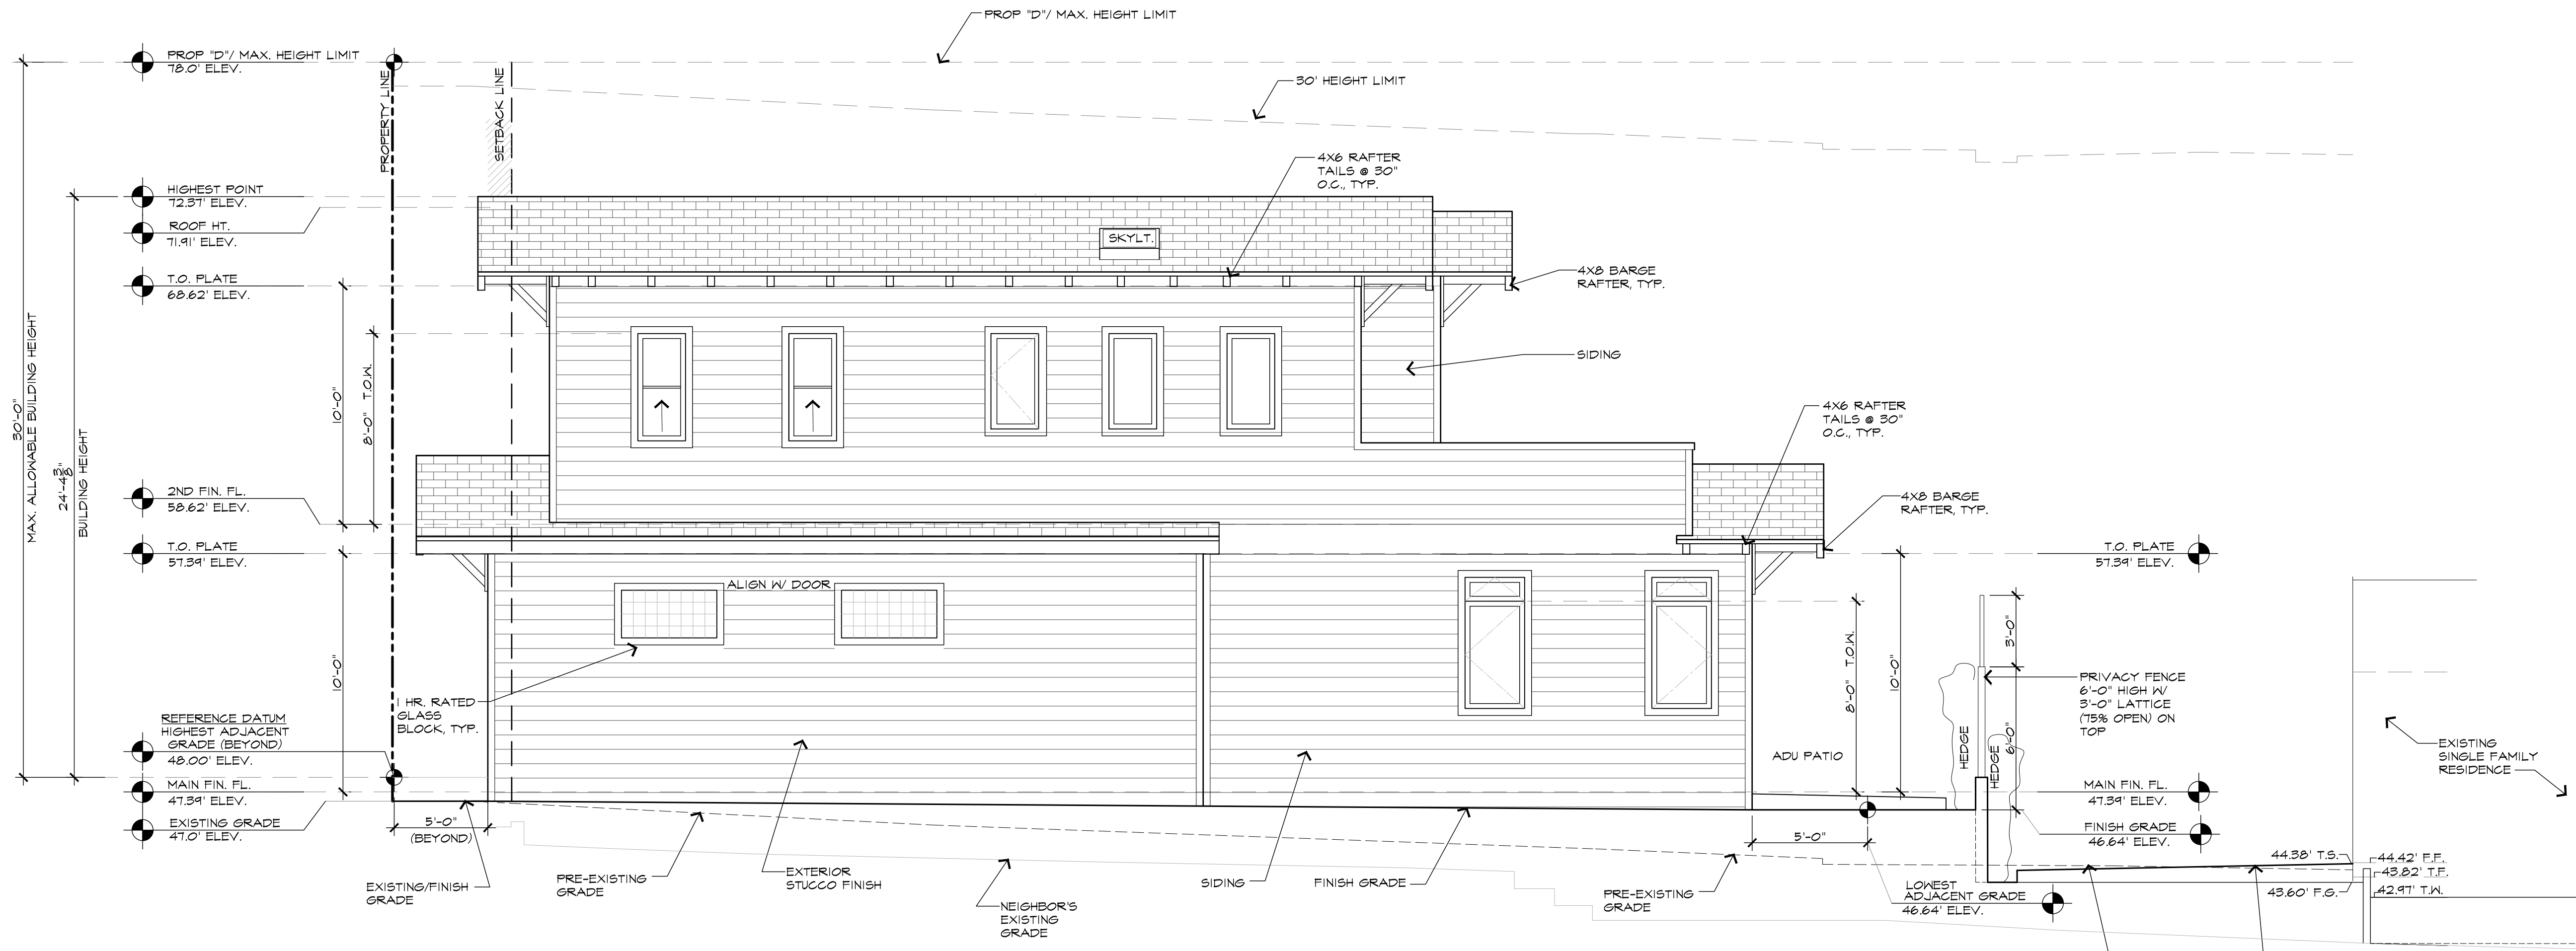 PROP "D"/ MAX. HEIGHT LIMIT
PROP "D"/ MAX. HEIGHT LIMIT
78.0' ELEV.
30' HEIGHT LIMIT
PROPERTY LINE
SETBACK LINE
4X6 RAFTER
TAILS @ 30"
O.C., TYP.
HIGHEST POINT
72.37' ELEV.
ROOF HT.
71.91' ELEV.
SKYLT.
T.O. PLATE
68.62' ELEV.
4X8 BARGE
RAFTER, TYP.
30'-0"
MAX. ALLOWABLE BUILDING HEIGHT
24'-4 3/8"
BUILDING HEIGHT
10'-0"
8'-0" T.O.W.
SIDING
4X6 RAFTER
TAILS @ 30"
O.C., TYP.
2ND FIN. FL.
58.62' ELEV.
4X8 BARGE
RAFTER, TYP.
T.O. PLATE
57.39' ELEV.
T.O. PLATE
57.39' ELEV.
ALIGN W/ DOOR
10'-0"
8'-0" T.O.W.
10'-0"
3'-0"
6'-0"
HEDGE
HEDGE
PRIVACY FENCE
6'-0" HIGH W/
3'-0" LATTICE
(75% OPEN) ON
TOP
1 HR. RATED
GLASS
BLOCK, TYP.
REFERENCE DATUM
HIGHEST ADJACENT
GRADE (BEYOND)
48.00' ELEV.
ADU PATIO
EXISTING
SINGLE FAMILY
RESIDENCE
MAIN FIN. FL.
47.39' ELEV.
MAIN FIN. FL.
47.39' ELEV.
EXISTING GRADE
47.0' ELEV.
5'-0"
(BEYOND)
5'-0"
FINISH GRADE
46.64' ELEV.
EXISTING/FINISH
GRADE
PRE-EXISTING
GRADE
EXTERIOR
STUCCO FINISH
NEIGHBOR'S
EXISTING
GRADE
SIDING
FINISH GRADE
PRE-EXISTING
GRADE
LOWEST
ADJACENT GRADE
46.64' ELEV.
44.38' T.S.
43.60' F.G.
44.42' F.F.
43.82' T.F.
42.97' T.W.